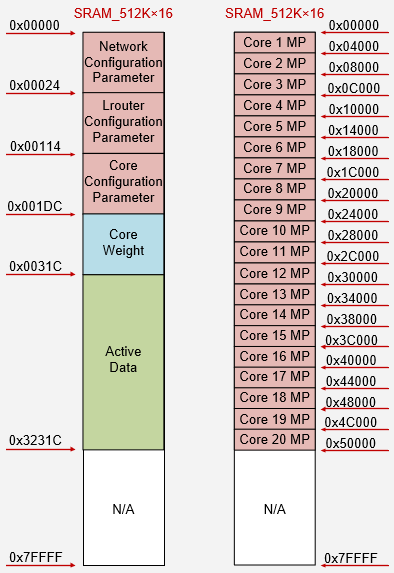 SRAM_512K×16
0x00000
Network
Configuration
Parameter
0x00024
Lrouter
Configuration
Parameter
0x00114
Core
Configuration
Parameter
0x001DC
Core
Weight
0x0031C
Active
Data
0x3231C
N/A
0x7FFFF
SRAM_512K×16
0x00000
Core 1 MP
0x04000
Core 2 MP
0x08000
Core 3 MP
0x0C000
Core 4 MP
0x10000
Core 5 MP
0x14000
Core 6 MP
0x18000
Core 7 MP
0x1C000
Core 8 MP
0x20000
Core 9 MP
0x24000
Core 10 MP
0x28000
Core 11 MP
0x2C000
Core 12 MP
0x30000
Core 13 MP
0x34000
Core 14 MP
0x38000
Core 15 MP
0x3C000
Core 16 MP
0x40000
Core 17 MP
0x44000
Core 18 MP
0x48000
Core 19 MP
0x4C000
Core 20 MP
0x50000
N/A
0x7FFFF